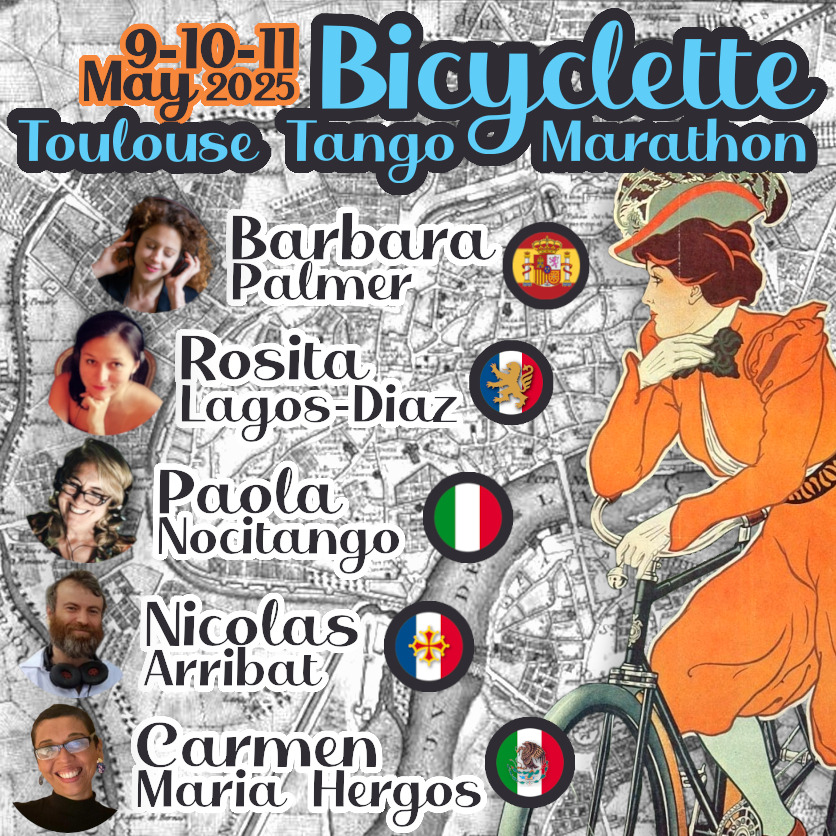 9-10-11
May 2025
Bicyclette
Toulouse Tango Marathon
Barbara
Palmer
Rosita
Lagos-Diaz
Paola
Nocitango
Nicolas
Arribat
Carmen
Maria Hergos